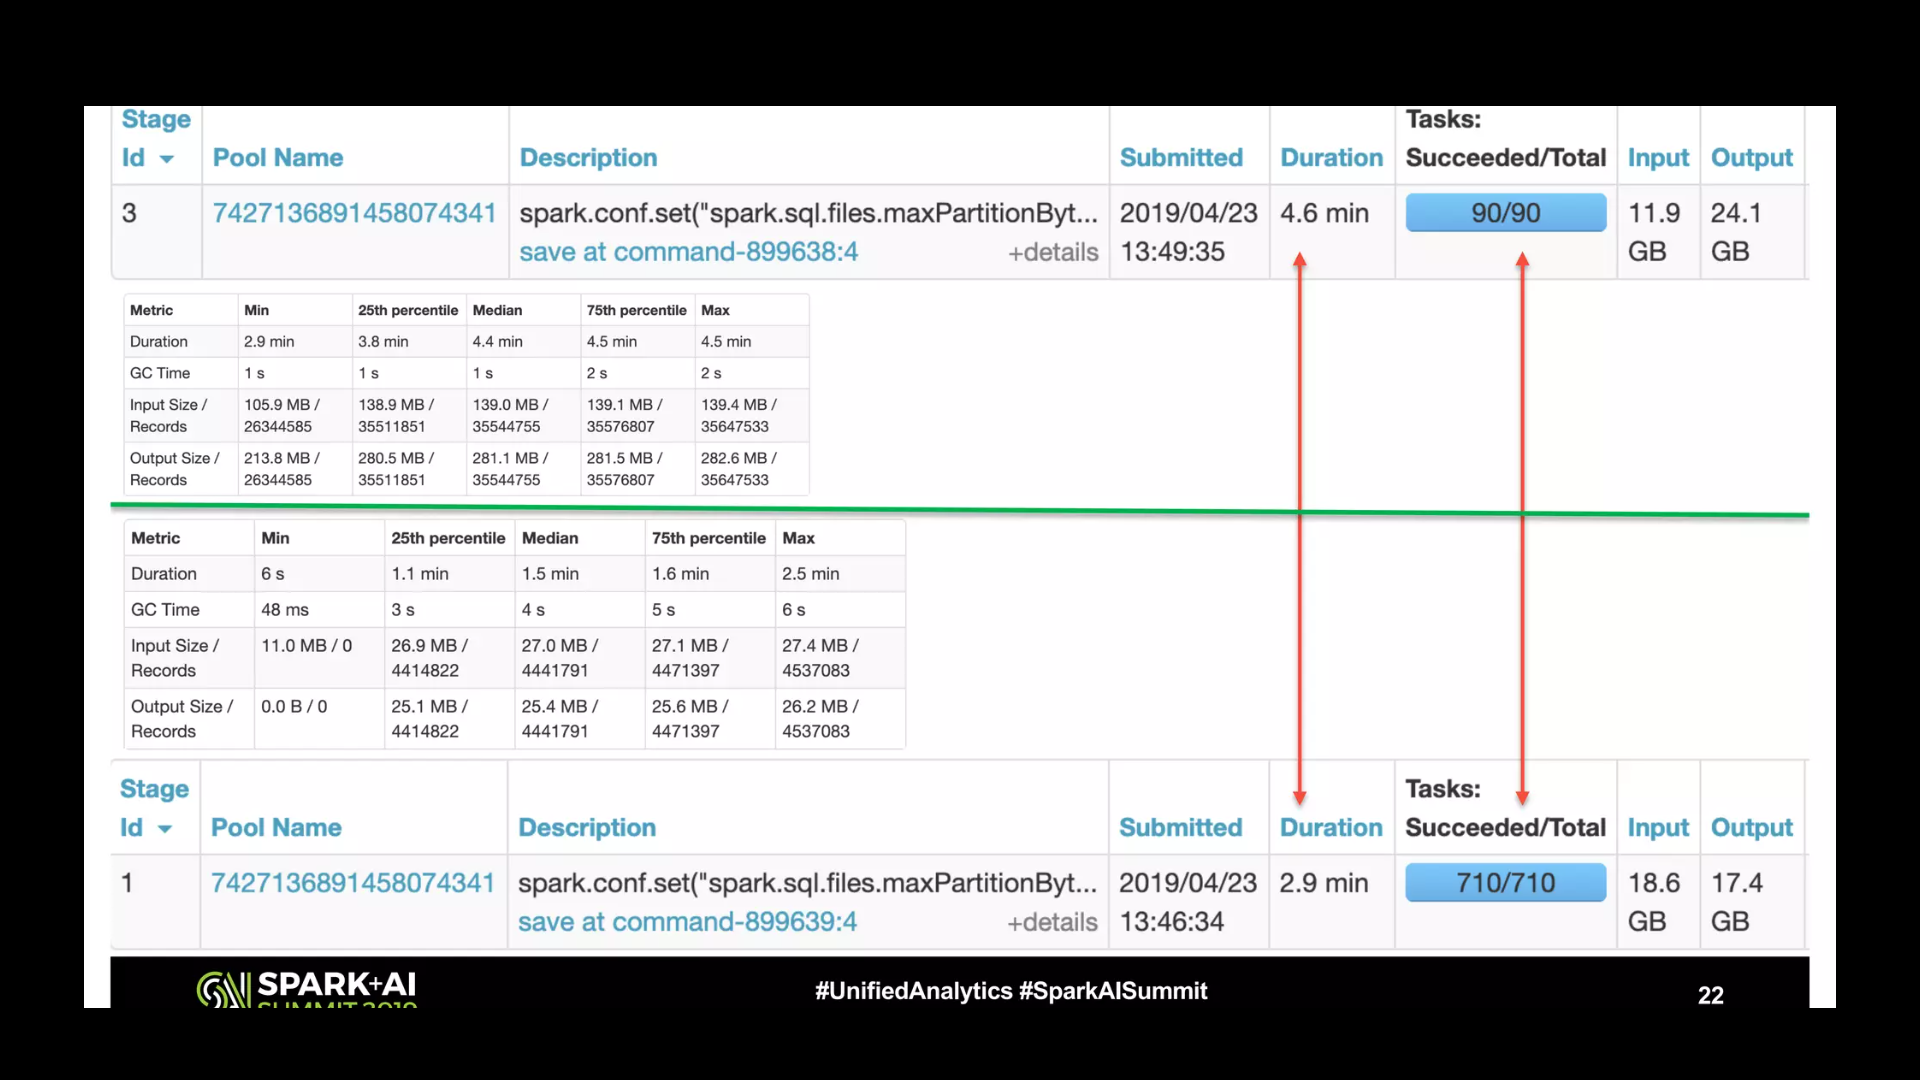 Stage Id Pool Name Description Submitted Duration Tasks: Succeeded/Total Input Output
3 7427136891458074341 spark.conf.set("spark.sql.files.maxPartitionByt... 2019/04/23 4.6 min 90/90 11.9 24.1
save at command-899638:4 +details 13:49:35 GB GB
Metric Min 25th percentile Median 75th percentile Max
Duration 2.9 min 3.8 min 4.4 min 4.5 min 4.5 min
GC Time 1 s 1 s 1 s 2 s 2 s
Input Size / 105.9 MB / 138.9 MB / 139.0 MB / 139.1 MB / 139.4 MB /
Records 26344585 35511851 35544755 35576807 35647533
Output Size / 213.8 MB / 280.5 MB / 281.1 MB / 281.5 MB / 282.6 MB /
Records 26344585 35511851 35544755 35576807 35647533
Metric Min 25th percentile Median 75th percentile Max
Duration 6 s 1.1 min 1.5 min 1.6 min 2.5 min
GC Time 48 ms 3 s 4 s 5 s 6 s
Input Size / 11.0 MB / 0 26.9 MB / 27.0 MB / 27.1 MB / 27.4 MB /
Records 4414822 4441791 4471397 4537083
Output Size / 0.0 B / 0 25.1 MB / 25.4 MB / 25.6 MB / 26.2 MB /
Records 4414822 4441791 4471397 4537083
Stage Tasks:
Id Pool Name Description Submitted Duration Succeeded/Total Input Output
1 7427136891458074341 spark.conf.set("spark.sql.files.maxPartitionByt... 2019/04/23 2.9 min 710/710 18.6 17.4
save at command-899639:4 +details 13:46:34 GB GB
SPARK+AI
SUMMIT 2019
#UnifiedAnalytics #SparkAISummit
22